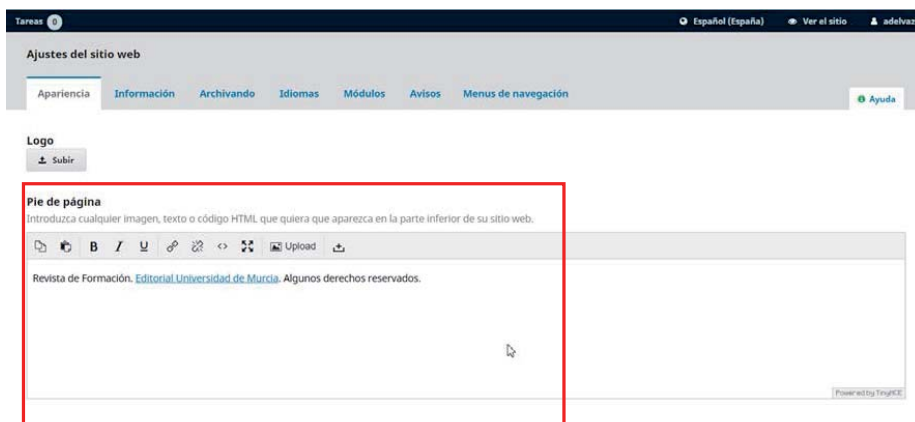 Tareas 0 Español (España) Ver el sitio adelvaz
Ajustes del sitio web
Apariencia Información Archivando Idiomas Módulos Avisos Menus de navegación
Ayuda
Logo
Subir
Pie de página
Introduzca cualquier imagen, texto o código HTML que quiera que aparezca en la parte inferior de su sitio web.
B I U Upload
Revista de Formación. Editorial Universidad de Murcia. Algunos derechos reservados.
Powered by TinyMCE